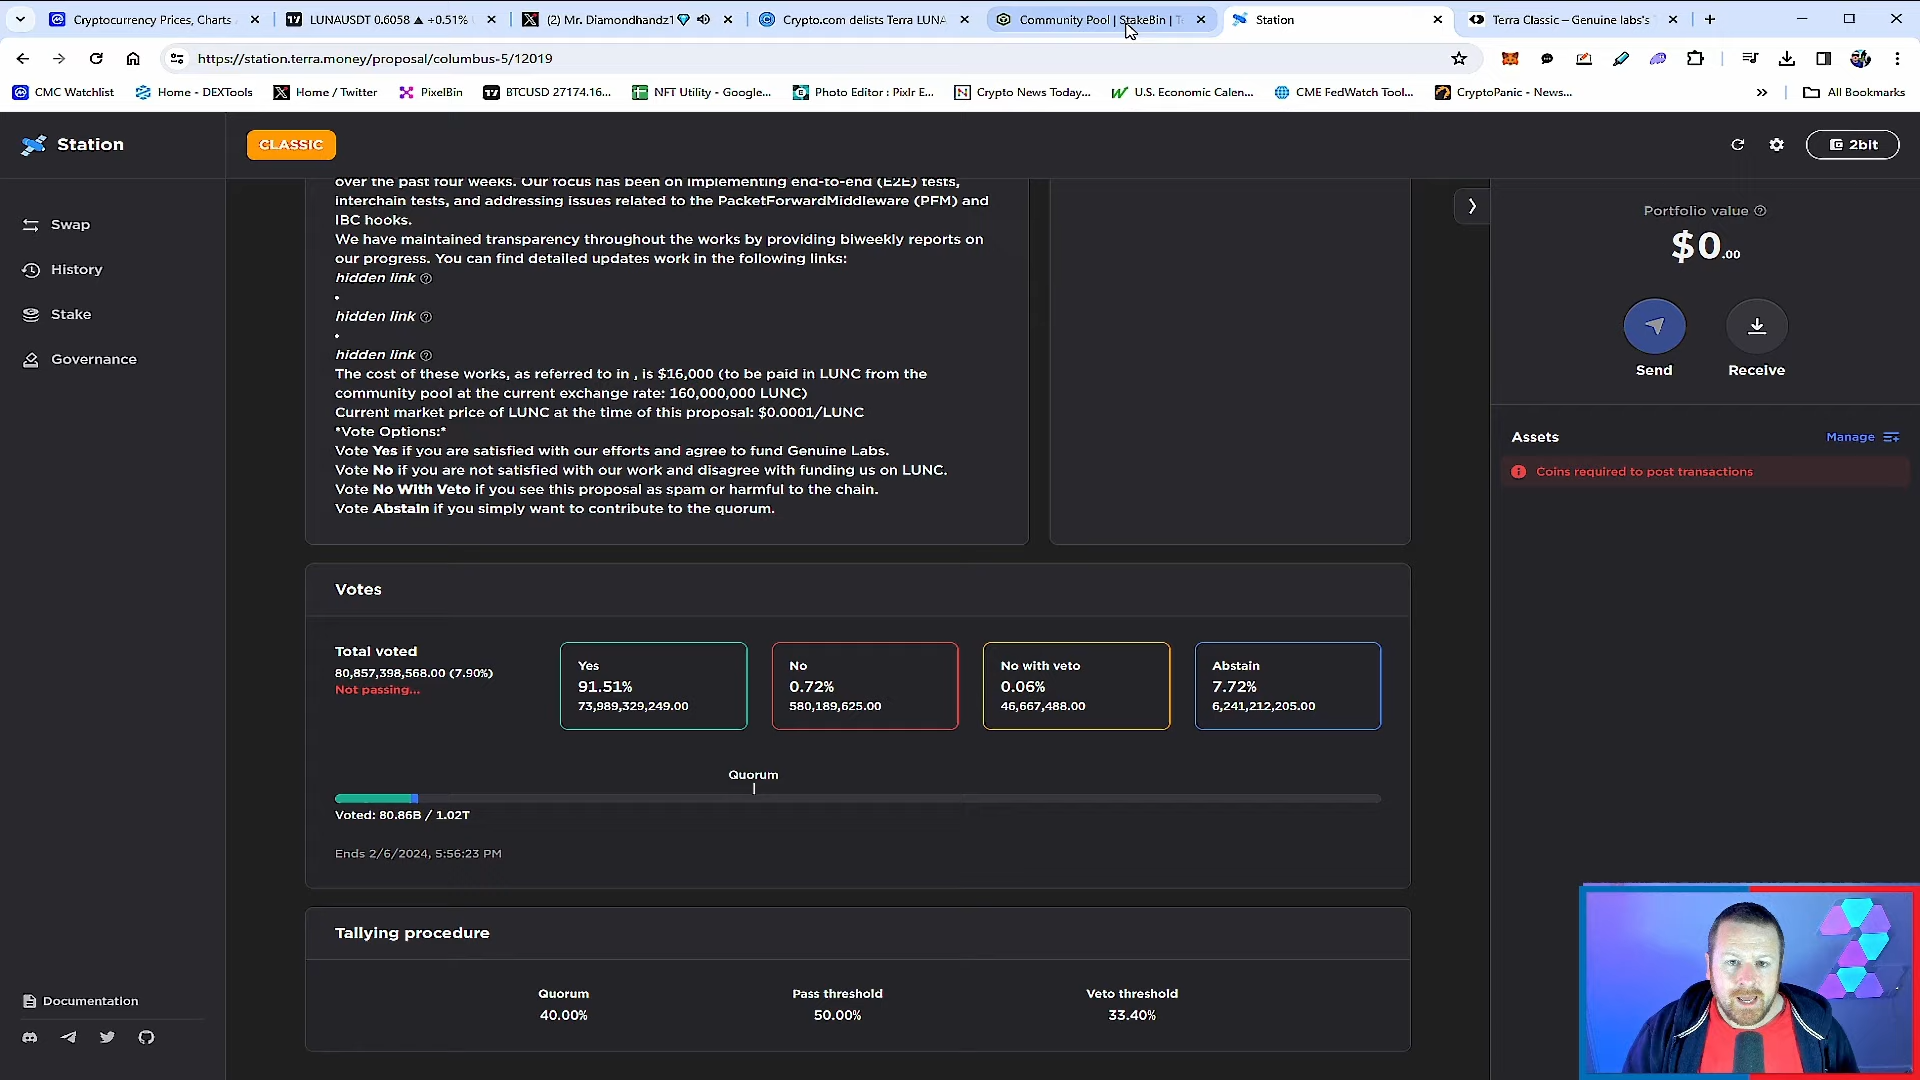 Cryptocurrency Prices, Charts
LUNAUSDT 0.6058 ▲ +0.51%
(2) Mr. Diamondhandz1
Crypto.com delists Terra LUNA
Community Pool | StakeBin | Te
Station
Terra Classic – Genuine labs's
https://station.terra.money/proposal/columbus-5/12019
CMC Watchlist
Home - DEXTools
Home / Twitter
PixelBin
BTCUSD 27174.16...
NFT Utility - Google...
Photo Editor : Pixlr E...
Crypto News Today...
U.S. Economic Calen...
CME FedWatch Tool...
CryptoPanic - News...
All Bookmarks
Station
CLASSIC
2bit
Swap
History
Stake
Governance
over the past four weeks. Our focus has been on implementing end-to-end (E2E) tests,
interchain tests, and addressing issues related to the PacketForwardMiddleware (PFM) and
IBC hooks.
We have maintained transparency throughout the works by providing biweekly reports on
our progress. You can find detailed updates work in the following links:
hidden link
•
hidden link
•
hidden link
The cost of these works, as referred to in , is $16,000 (to be paid in LUNC from the
community pool at the current exchange rate: 160,000,000 LUNC)
Current market price of LUNC at the time of this proposal: $0.0001/LUNC
*Vote Options:*
Vote Yes if you are satisfied with our efforts and agree to fund Genuine Labs.
Vote No if you are not satisfied with our work and disagree with funding us on LUNC.
Vote No With Veto if you see this proposal as spam or harmful to the chain.
Vote Abstain if you simply want to contribute to the quorum.
Portfolio value
$0.00
Send
Receive
Assets
Manage
Coins required to post transactions
Votes
Total voted
80,857,398,568.00 (7.90%)
Not passing...
Yes
91.51%
73,989,329,249.00
No
0.72%
580,189,625.00
No with veto
0.06%
46,667,488.00
Abstain
7.72%
6,241,212,205.00
Quorum
Voted: 80.86B / 1.02T
Ends 2/6/2024, 5:56:23 PM
Tallying procedure
Quorum
40.00%
Pass threshold
50.00%
Veto threshold
33.40%
Documentation